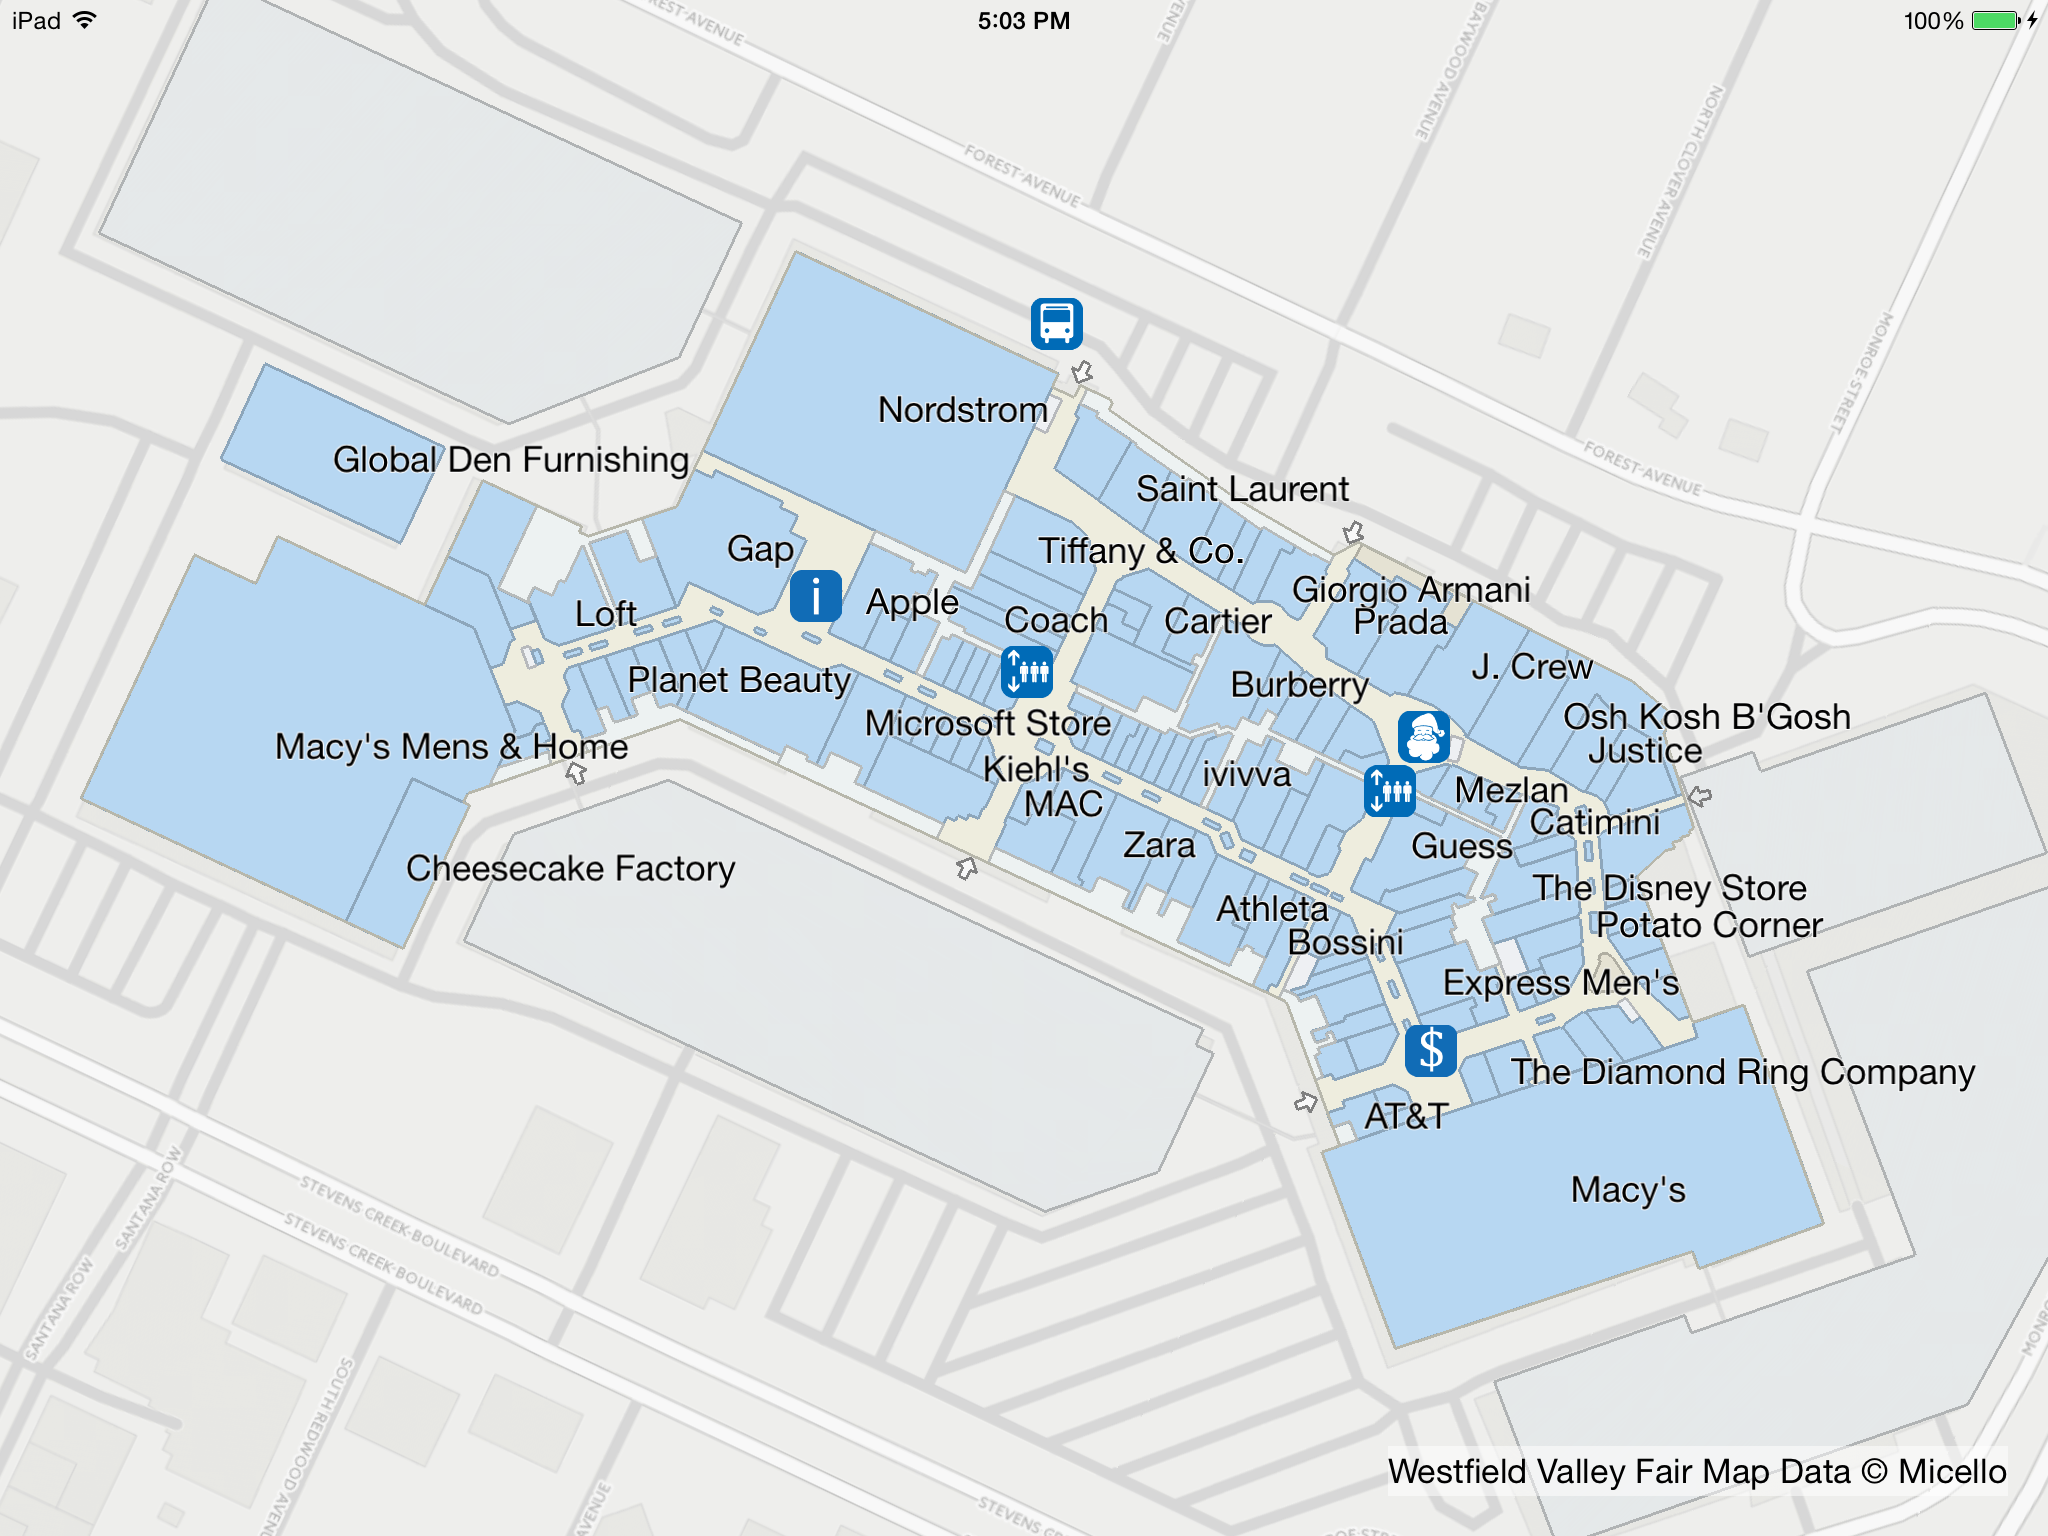 iPad
5:03 PM
100%
FOREST-AVENUE
BAYWOOD AVENUE
NORTH CLOVER AVENUE
FOREST-AVENUE
MONROE STREET
FOREST-AVENUE
Nordstrom
Global Den Furnishing
Saint Laurent
Gap
Tiffany & Co.
i
Apple
Giorgio Armani
Loft
Coach
Cartier
Prada
J. Crew
Planet Beauty
Burberry
Microsoft Store
Osh Kosh B'Gosh
Macy's Mens & Home
Justice
Kiehl's
ivivva
Mezlan
MAC
Catimini
Zara
Guess
Cheesecake Factory
The Disney Store
Athleta
Potato Corner
Bossini
Express Men's
$
The Diamond Ring Company
AT&T
Macy's
SANTANA ROW
STEVENS CREEK-BOULEVARD
STEVENS CREEK-BOULEVARD
SANTANA ROW
SOUTH REDWOOD AVENUE
AVENUE
Westfield Valley Fair Map Data © Micello